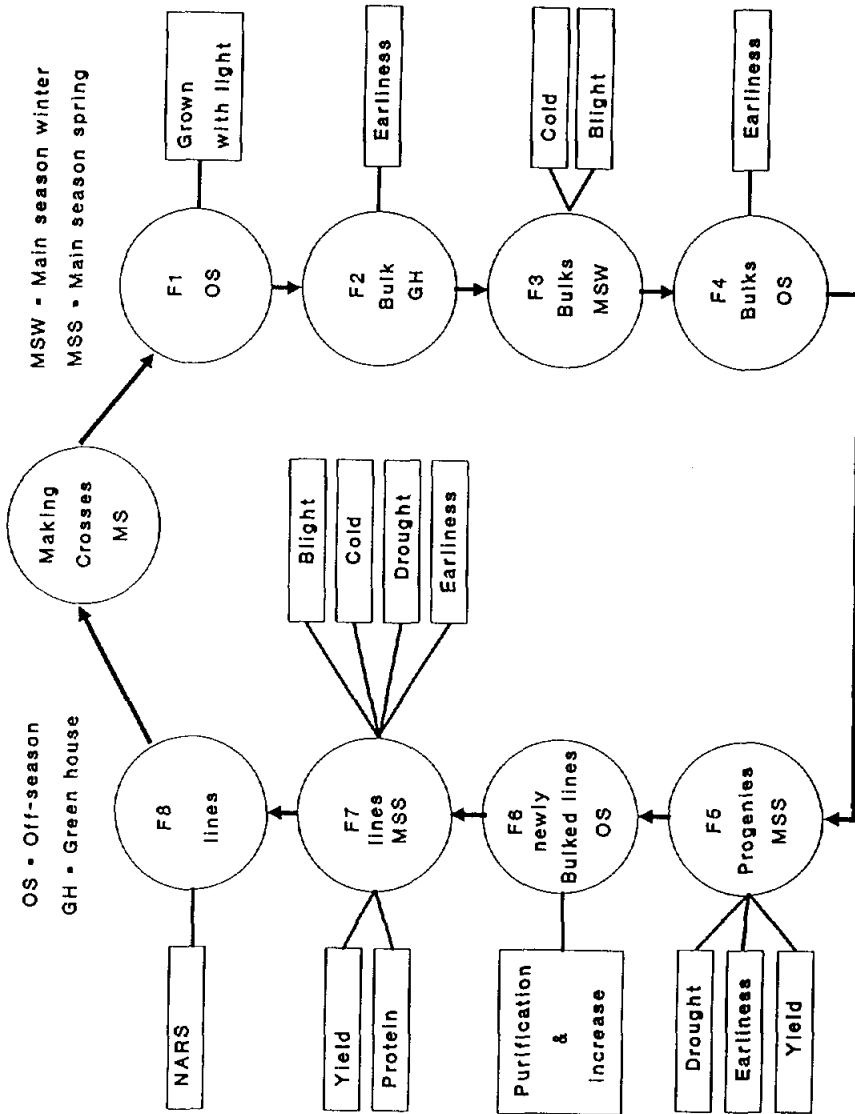 OS = Off-season
GH = Green house
MSW = Main season winter
MSS = Main season spring
Making
Crosses
MS
F1
OS
Grown
with light
F2
Bulk
GH
Earliness
F3
Bulks
MSW
Cold
Blight
F4
Bulks
OS
Earliness
F5
Progenies
MSS
Drought
Earliness
Yield
F6
newly
Bulked lines
OS
Purification
&
increase
F7
lines
MSS
Yield
Protein
Blight
Cold
Drought
Earliness
F8
lines
NARS